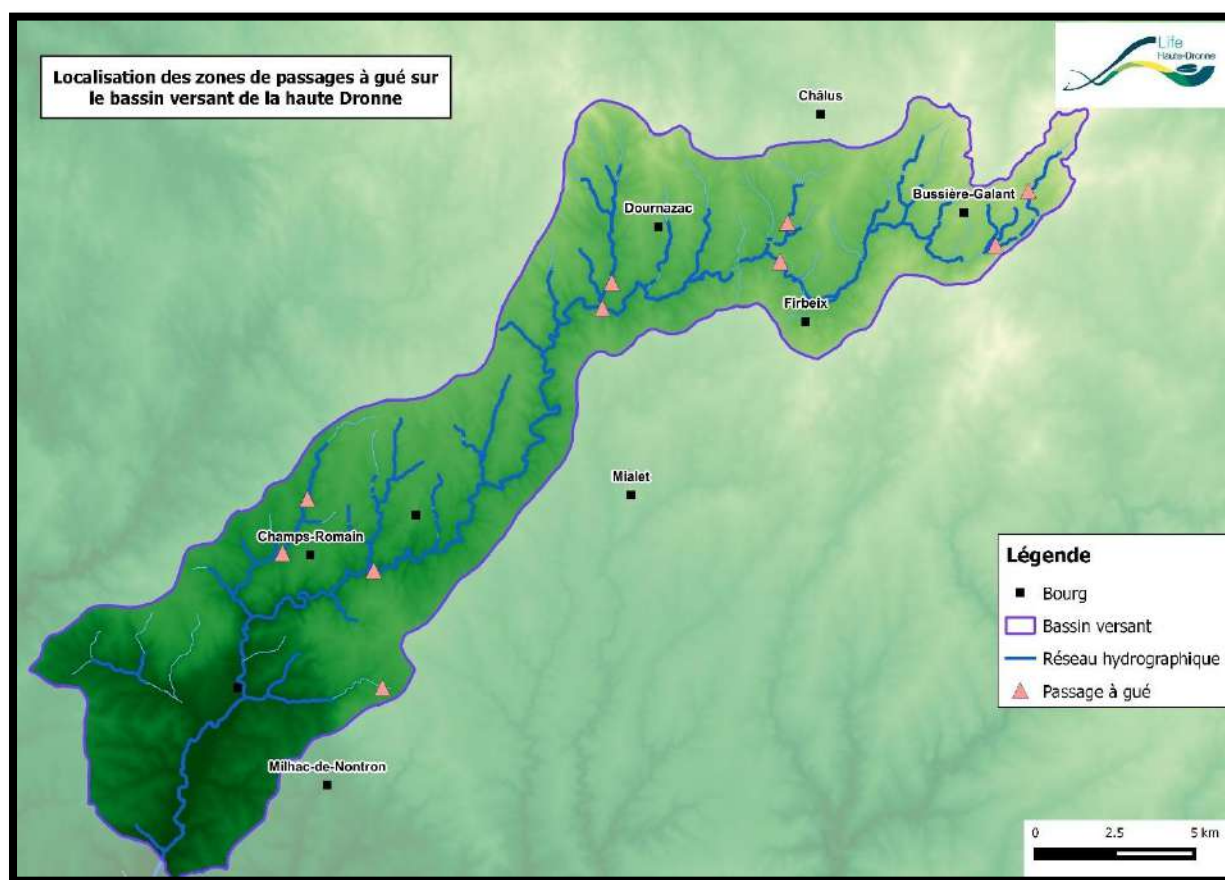 Localisation des zones de passages à gué sur
le bassin versant de la haute Dronne
Life
Haute-Dronne
Châlus
Bussière-Galant
Dournazac
Firbeix
Mialet
Champs-Romain
Milhac-de-Nontron
Légende
Bourg
Bassin versant
Réseau hydrographique
Passage à gué
0 2.5 5 km